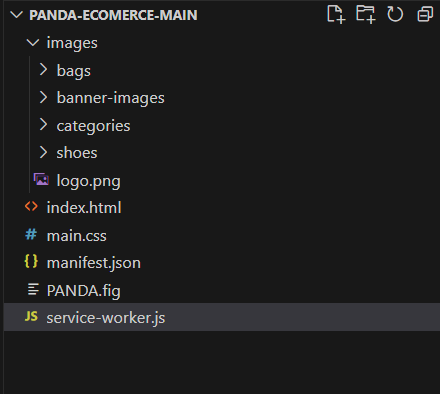 PANDA-ECOMERCE-MAIN
images
bags
banner-images
categories
shoes
logo.png
<> index.html
# main.css
{} manifest.json
PANDA.fig
JS service-worker.js